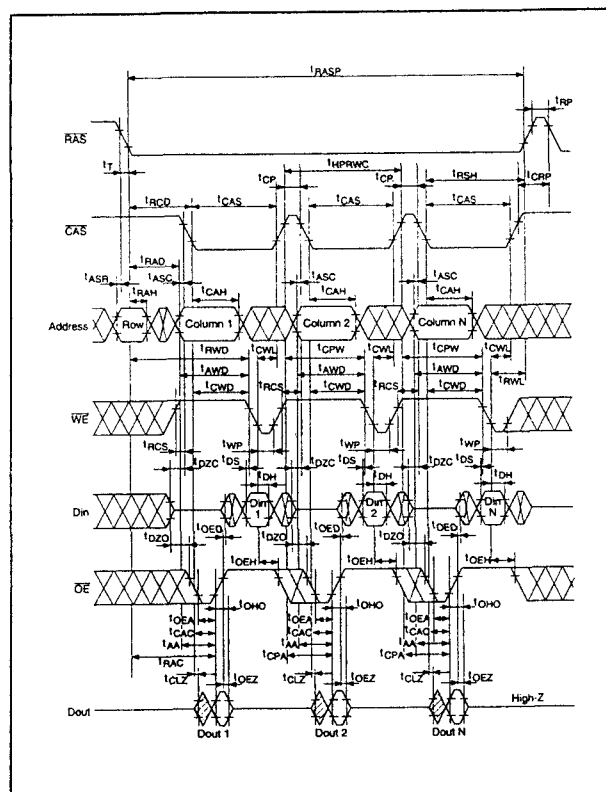 tRASP
tRP
RAS
tT
tHPRWC
tCP tCP tRSH tCRP
tRCD tCAS tCAS tCAS
CAS
tRAD
tASR tASC tCAH tASC tCAH tASC tCAH
tRAH
Address Row Column 1 Column 2 Column N
tRWD tCWL tCPW tCWL tCPW tCWL
tAWD tAWD tAWD tRWL
tCWD tRCS tCWD tRCS tCWD
WE
tRCS tWP tWP tWP
tDZC tDS tDZC tDS tDZC tDS
tDH tDH tDH
Din Din 1 Din 2 Din N
tDZO tOED tDZO tOED tDZO tOED
tOEH tOEH tOEH
OE
tOHO tOHO tOHO
tOEA tOEA tOEA
tCAC tCAC tCAC
tAA tAA tAA
tRAC tCPA tCPA
tCLZ tOEZ tCLZ tOEZ tCLZ tOEZ
Dout High-Z
Dout 1 Dout 2 Dout N